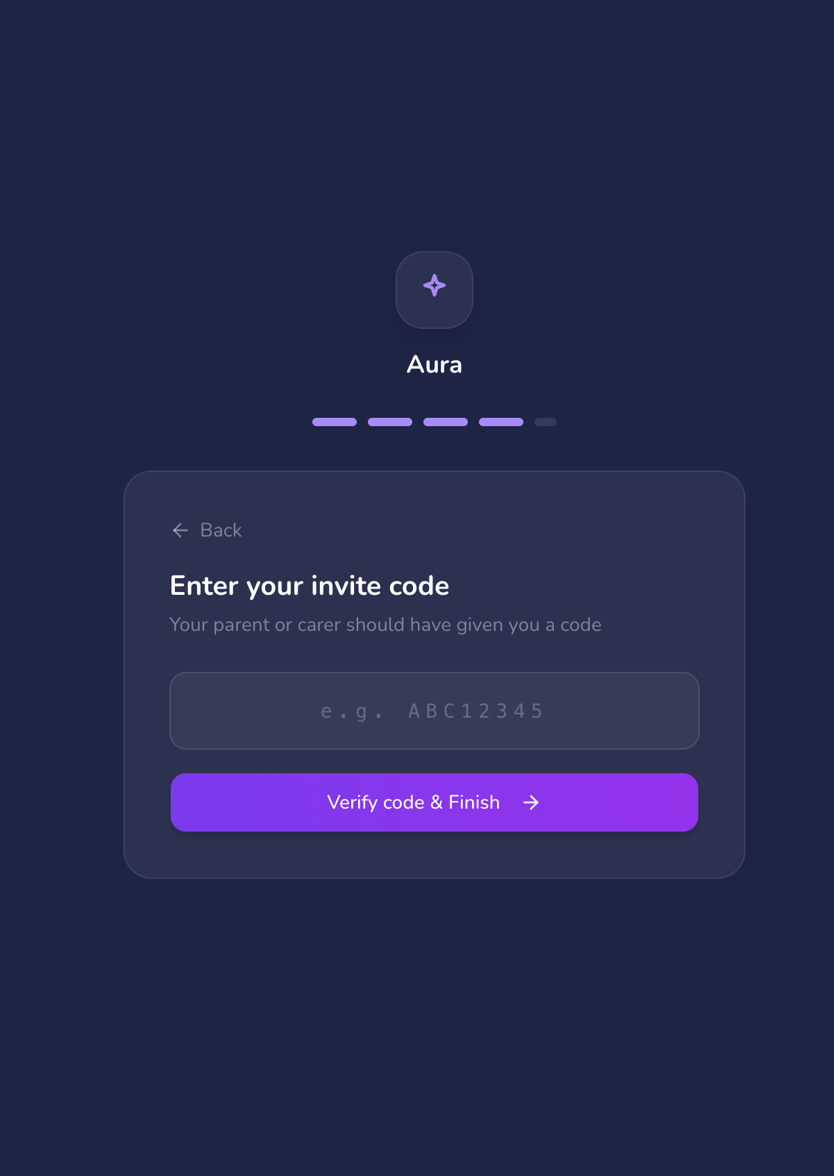 Aura
Back
Enter your invite code
Your parent or carer should have given you a code
e.g. ABC12345
Verify code & Finish